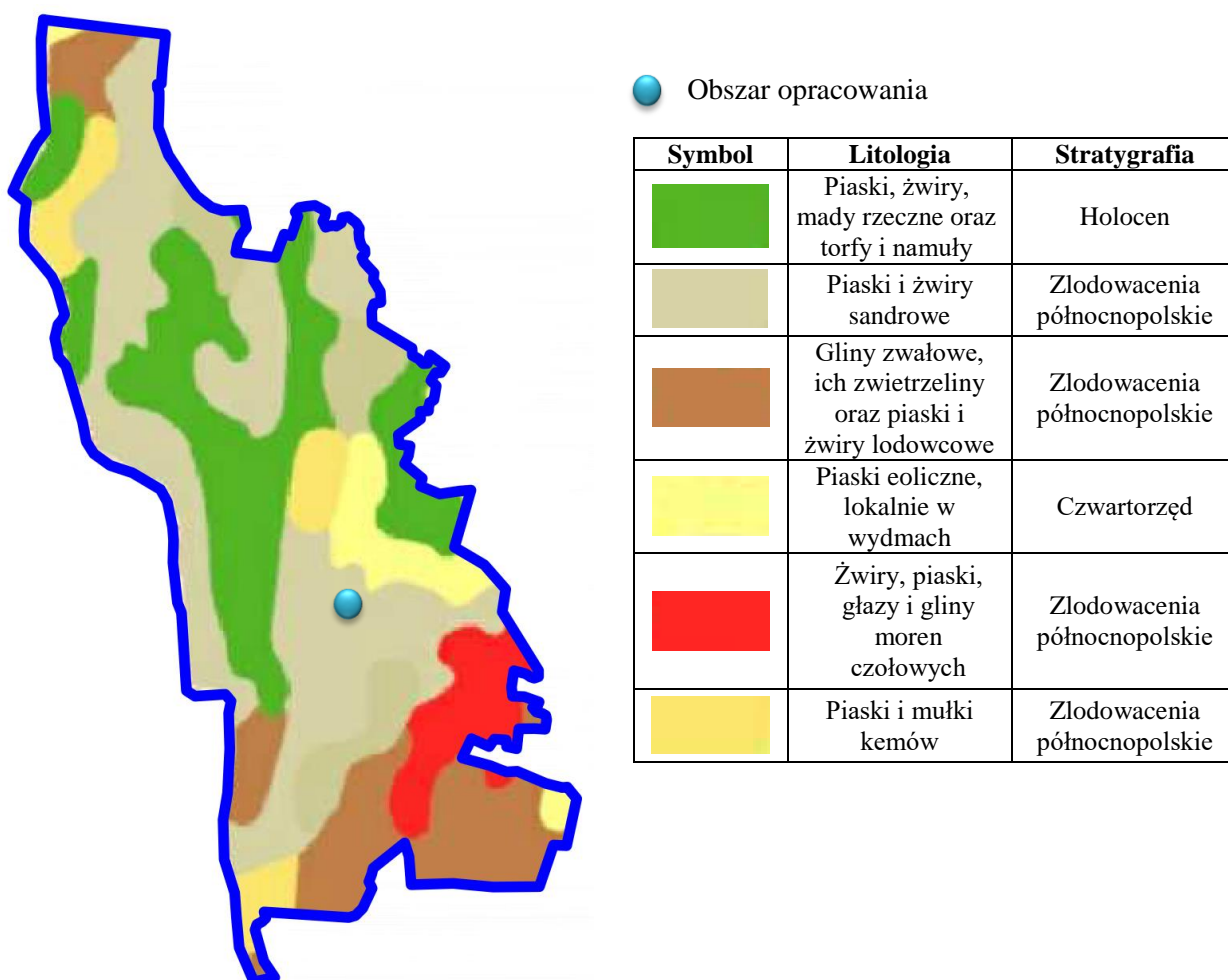 Obszar opracowania
Symbol Litologia Stratygrafia
Piaski, żwiry,
mady rzeczne oraz
torfy i namuły
Holocen
Piaski i żwiry
sandrowe
Zlodowacenia
północnopolskie
Gliny zwałowe,
ich zwietrzeliny
oraz piaski i
żwiry lodowcowe
Zlodowacenia
północnopolskie
Piaski eoliczne,
lokalnie w
wydmach
Czwartorzęd
Żwiry, piaski,
głazy i gliny
moren
czołowych
Zlodowacenia
północnopolskie
Piaski i mułki
kemów
Zlodowacenia
północnopolskie